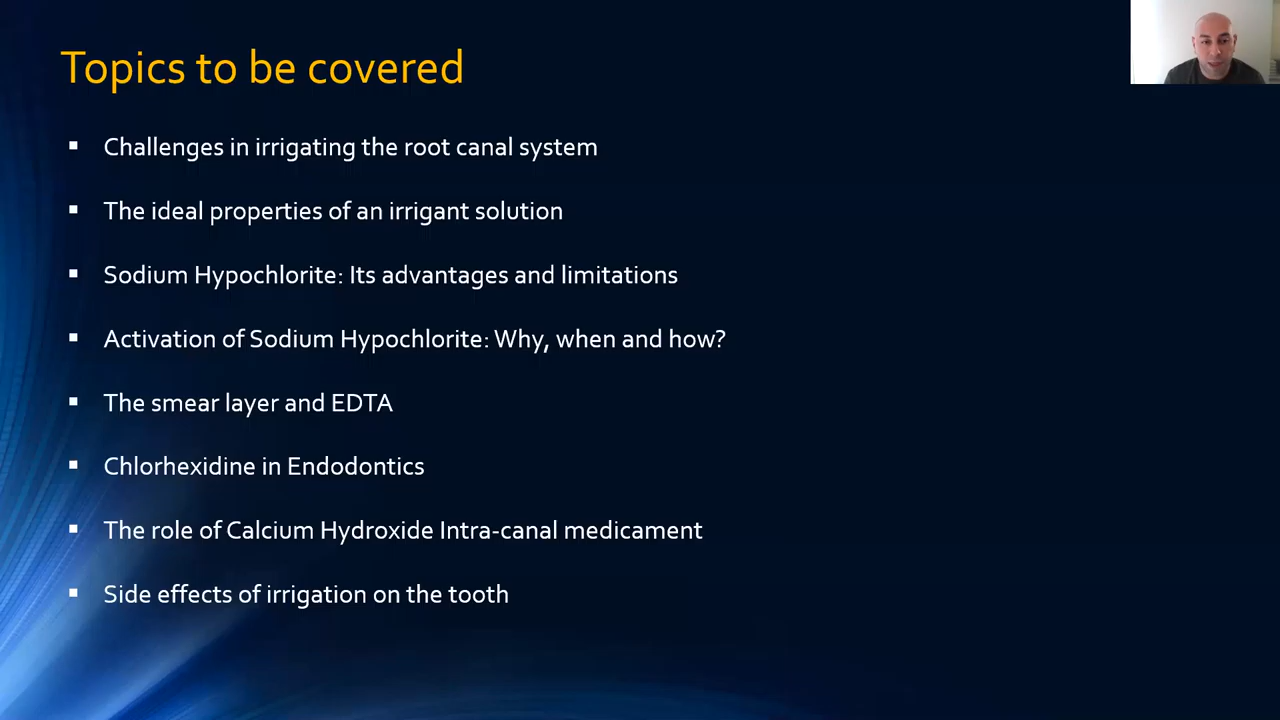 Topics to be covered
▪ Challenges in irrigating the root canal system
▪ The ideal properties of an irrigant solution
▪ Sodium Hypochlorite: Its advantages and limitations
▪ Activation of Sodium Hypochlorite: Why, when and how?
▪ The smear layer and EDTA
▪ Chlorhexidine in Endodontics
▪ The role of Calcium Hydroxide Intra-canal medicament
▪ Side effects of irrigation on the tooth